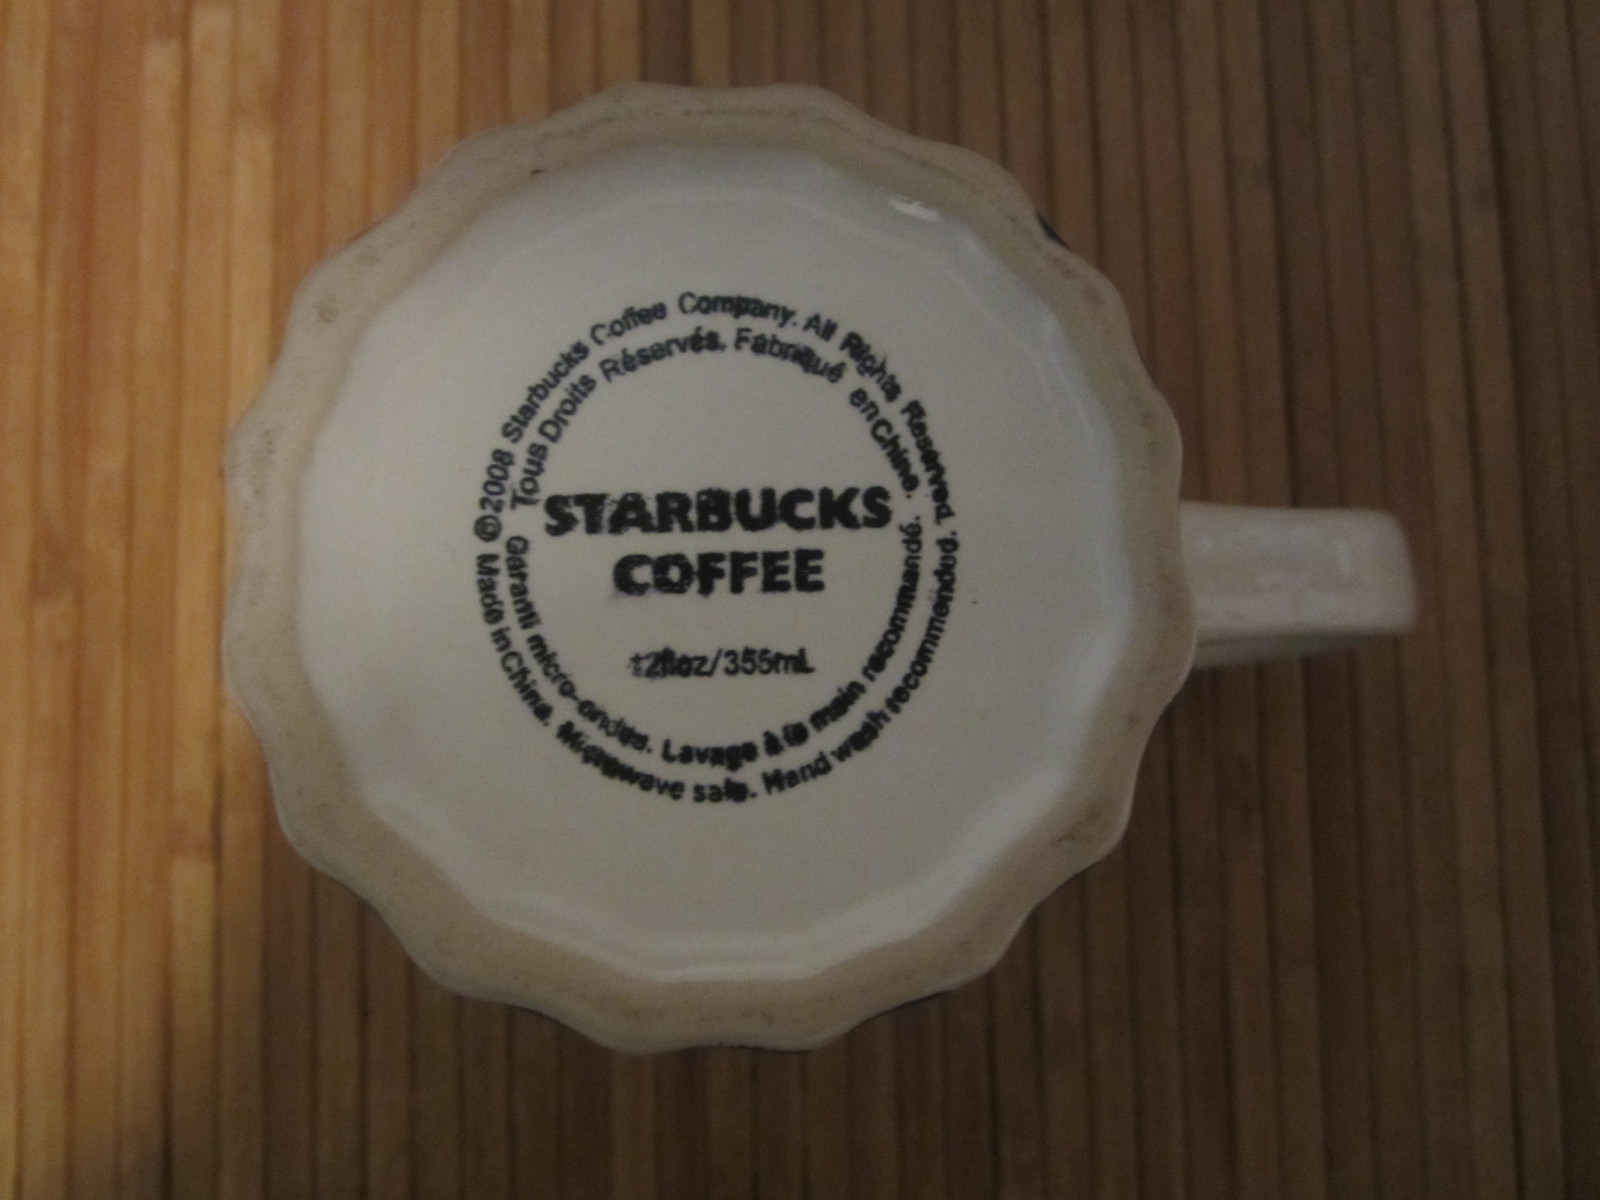 ©2008 Starbucks Coffee Company. All Rights Reserved.
Tous Droits Réservés. Fabriqué en Chine.
STARBUCKS
COFFEE
12floz/355mL
Garanti micro-ondes. Lavage à la main recommandé.
Made in China. Microwave safe. Hand wash recommended.